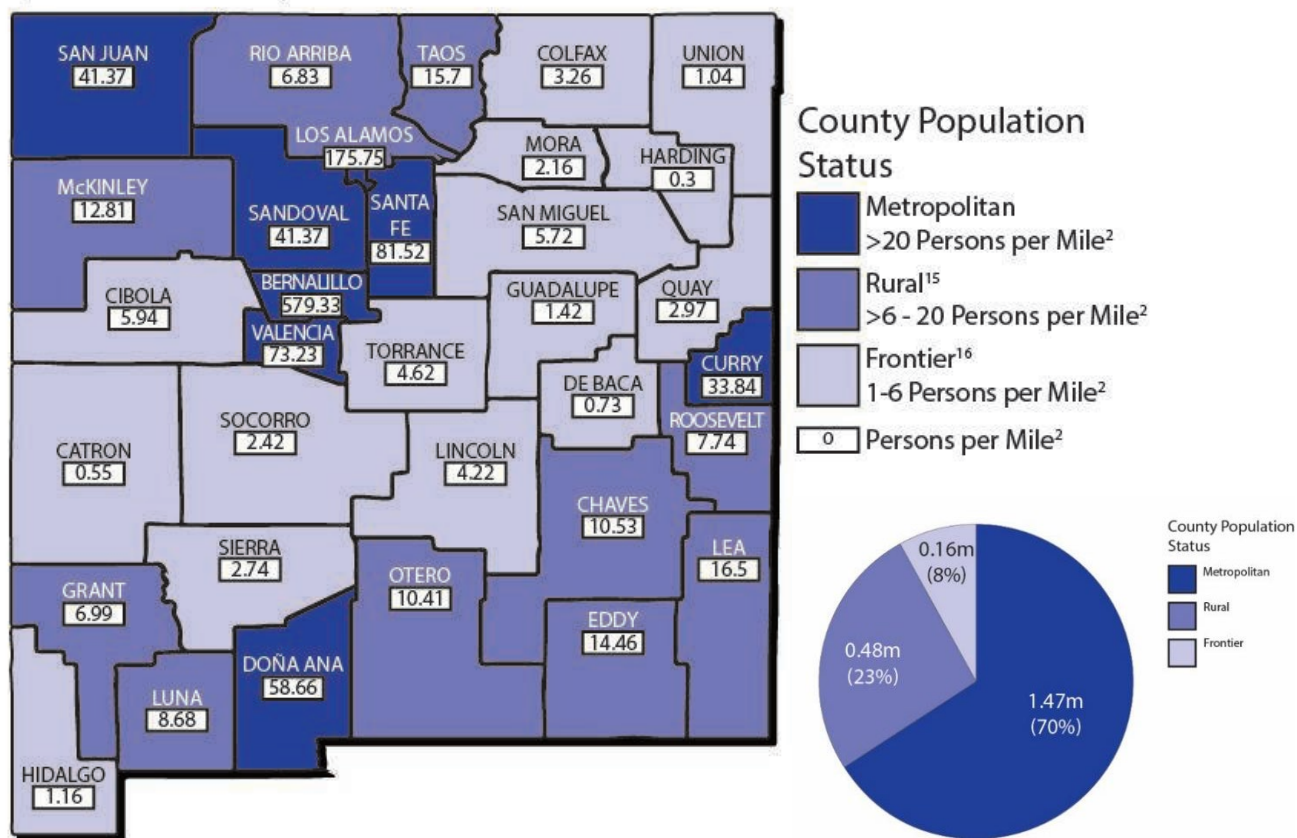 SAN JUAN
41.37
RIO ARRIBA
6.83
TAOS
15.7
COLFAX
3.26
UNION
1.04
LOS ALAMOS
175.75
MORA
2.16
HARDING
0.3
McKINLEY
12.81
SANDOVAL
41.37
SANTA
FE
81.52
SAN MIGUEL
5.72
CIBOLA
5.94
BERNALILLO
579.33
VALENCIA
73.23
TORRANCE
4.62
GUADALUPE
1.42
QUAY
2.97
CURRY
33.84
DE BACA
0.73
ROOSEVELT
7.74
CATRON
0.55
SOCORRO
2.42
LINCOLN
4.22
CHAVES
10.53
LEA
16.5
SIERRA
2.74
GRANT
6.99
OTERO
10.41
EDDY
14.46
DOÑA ANA
58.66
LUNA
8.68
HIDALGO
1.16
County Population
Status
Metropolitan
>20 Persons per Mile²
Rural¹⁵
>6 - 20 Persons per Mile²
Frontier¹⁶
1-6 Persons per Mile²
0 Persons per Mile²
0.16m
(8%)
0.48m
(23%)
1.47m
(70%)
County Population
Status
Metropolitan
Rural
Frontier